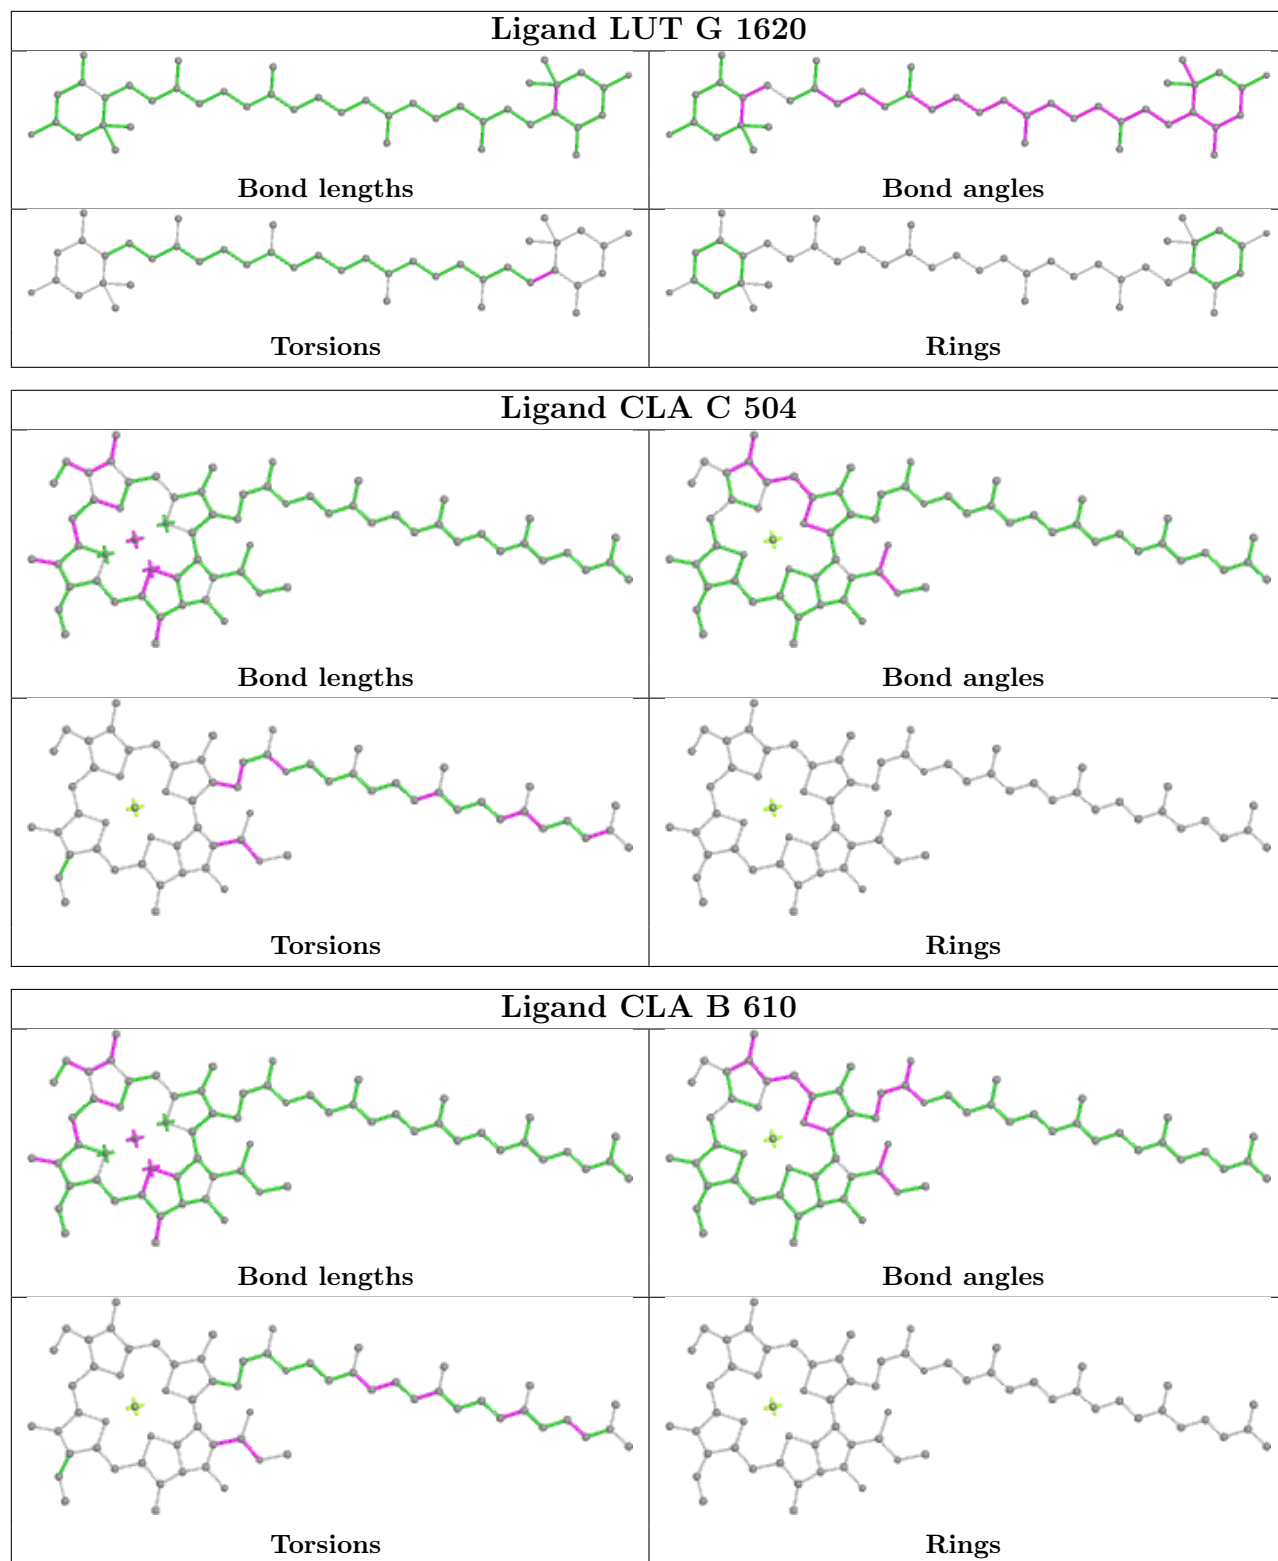 Ligand LUT G 1620
Bond lengths
Bond angles
Torsions
Rings
Ligand CLA C 504
Bond lengths
Bond angles
Torsions
Rings
Ligand CLA B 610
Bond lengths
Bond angles
Torsions
Rings